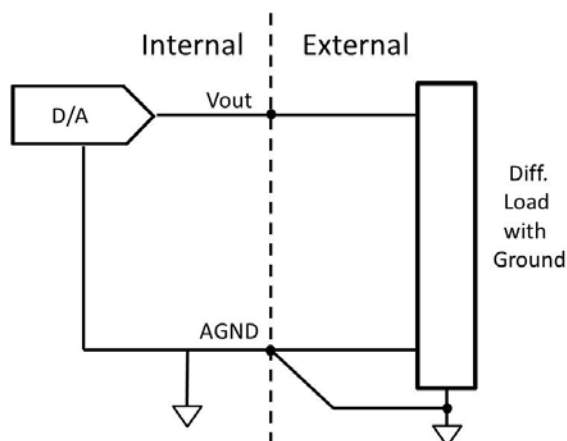 Internal
External
Vout
D/A
Diff.
Load
with
Ground
AGND